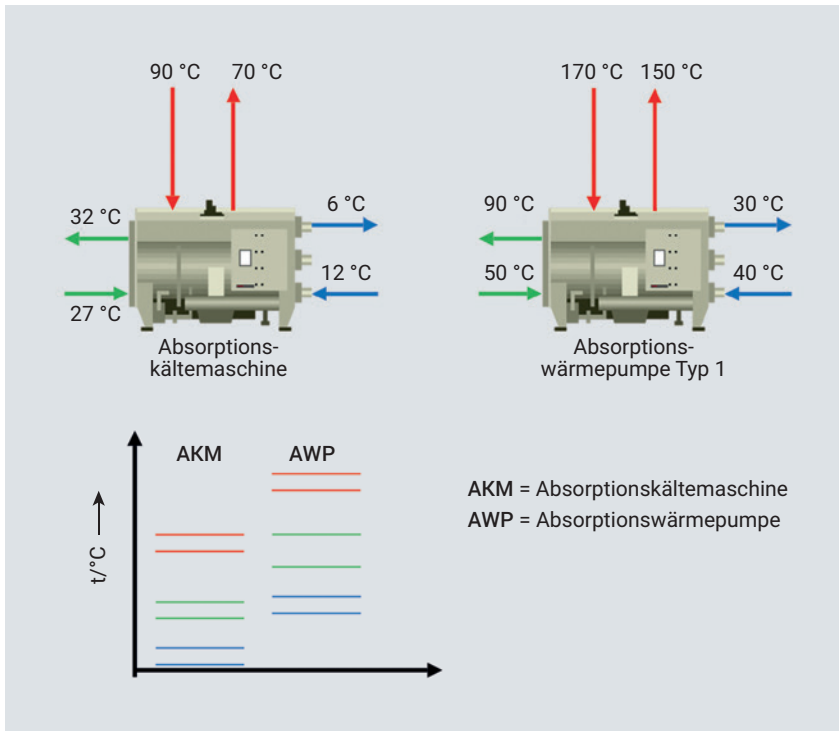 90 °C 70 °C
32 °C
27 °C
6 °C
12 °C
Absorptions-
kältemaschine
170 °C 150 °C
90 °C
50 °C
30 °C
40 °C
Absorptions-
wärmepumpe Typ 1
t/°C
AKM AWP
AKM = Absorptionskältemaschine
AWP = Absorptionswärmepumpe